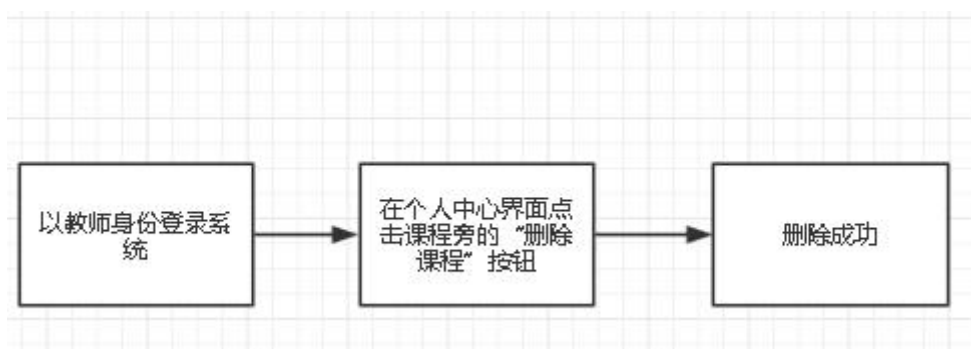 以教师身份登录系
统
在个人中心界面点
击课程旁的“删除
课程”按钮
删除成功